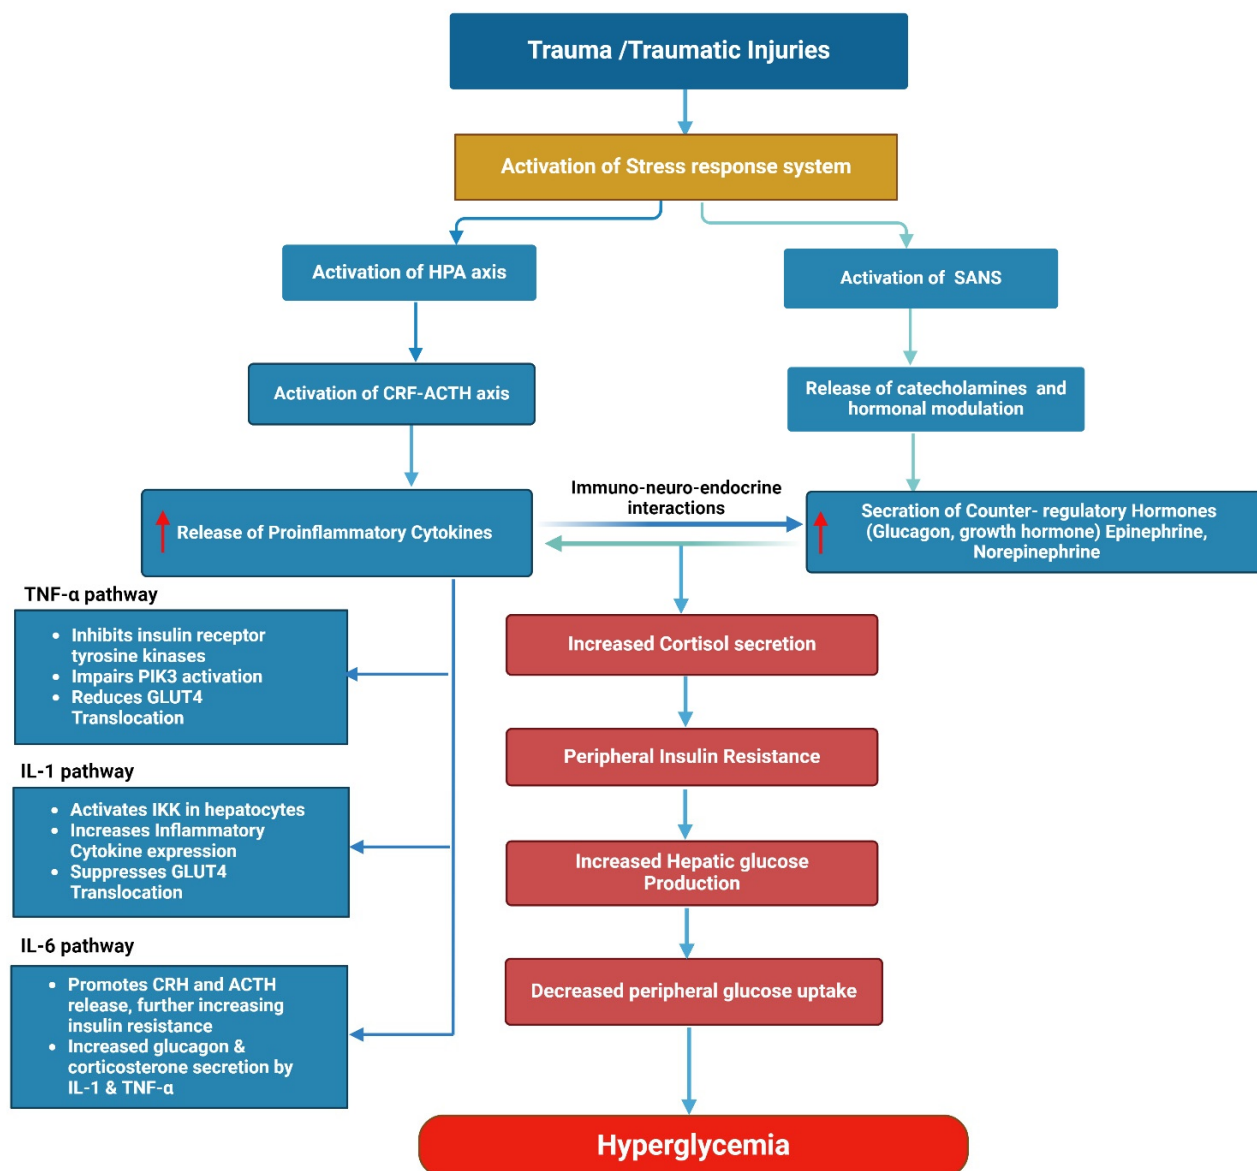 Trauma /Traumatic Injuries
Activation of Stress response system
Activation of HPA axis
Activation of SANS
Activation of CRF-ACTH axis
Release of catecholamines and
hormonal modulation
Immuno-neuro-endocrine
interactions
Release of Proinflammatory Cytokines
Secration of Counter- regulatory Hormones
(Glucagon, growth hormone) Epinephrine,
Norepinephrine
TNF-α pathway
• Inhibits insulin receptor
tyrosine kinases
• Impairs PIK3 activation
• Reduces GLUT4
Translocation
IL-1 pathway
• Activates IKK in hepatocytes
• Increases Inflammatory
Cytokine expression
• Suppresses GLUT4
Translocation
IL-6 pathway
• Promotes CRH and ACTH
release, further increasing
insulin resistance
• Increased glucagon &
corticosterone secretion by
IL-1 & TNF-α
Increased Cortisol secretion
Peripheral Insulin Resistance
Increased Hepatic glucose
Production
Decreased peripheral glucose uptake
Hyperglycemia